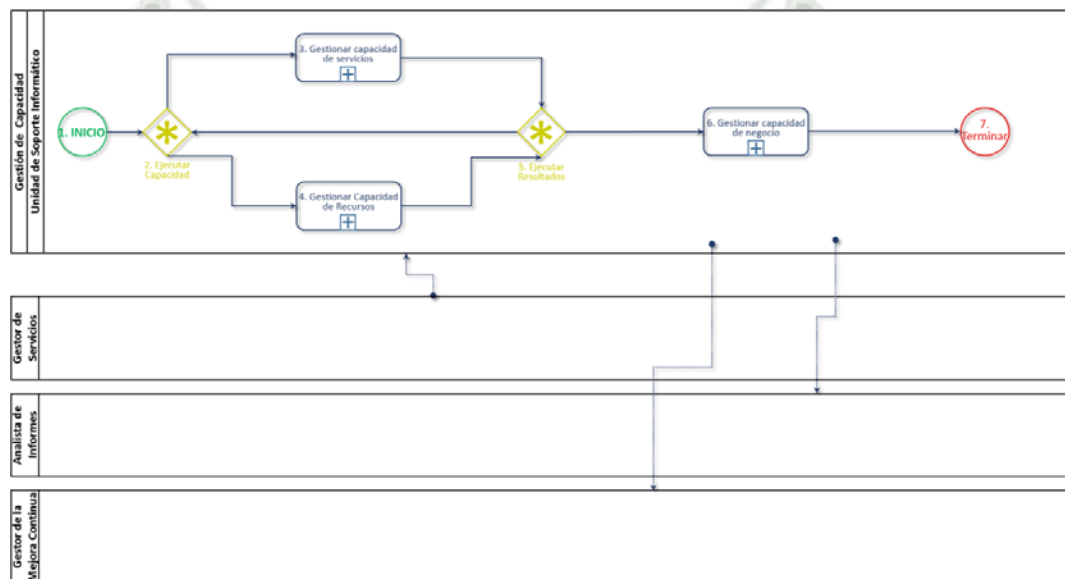 Gestión de Capacidad
Unidad de Soporte Informático
1. INICIO
2. Ejecutar
Capacidad
3. Gestionar capacidad
de servicios
4. Gestionar Capacidad
de Recursos
5. Ejecutar
Resultados
6. Gestionar capacidad
de negocio
7.
Terminar
Gestor de
Servicios
Analista de
Informes
Gestor de la
Mejora Continua